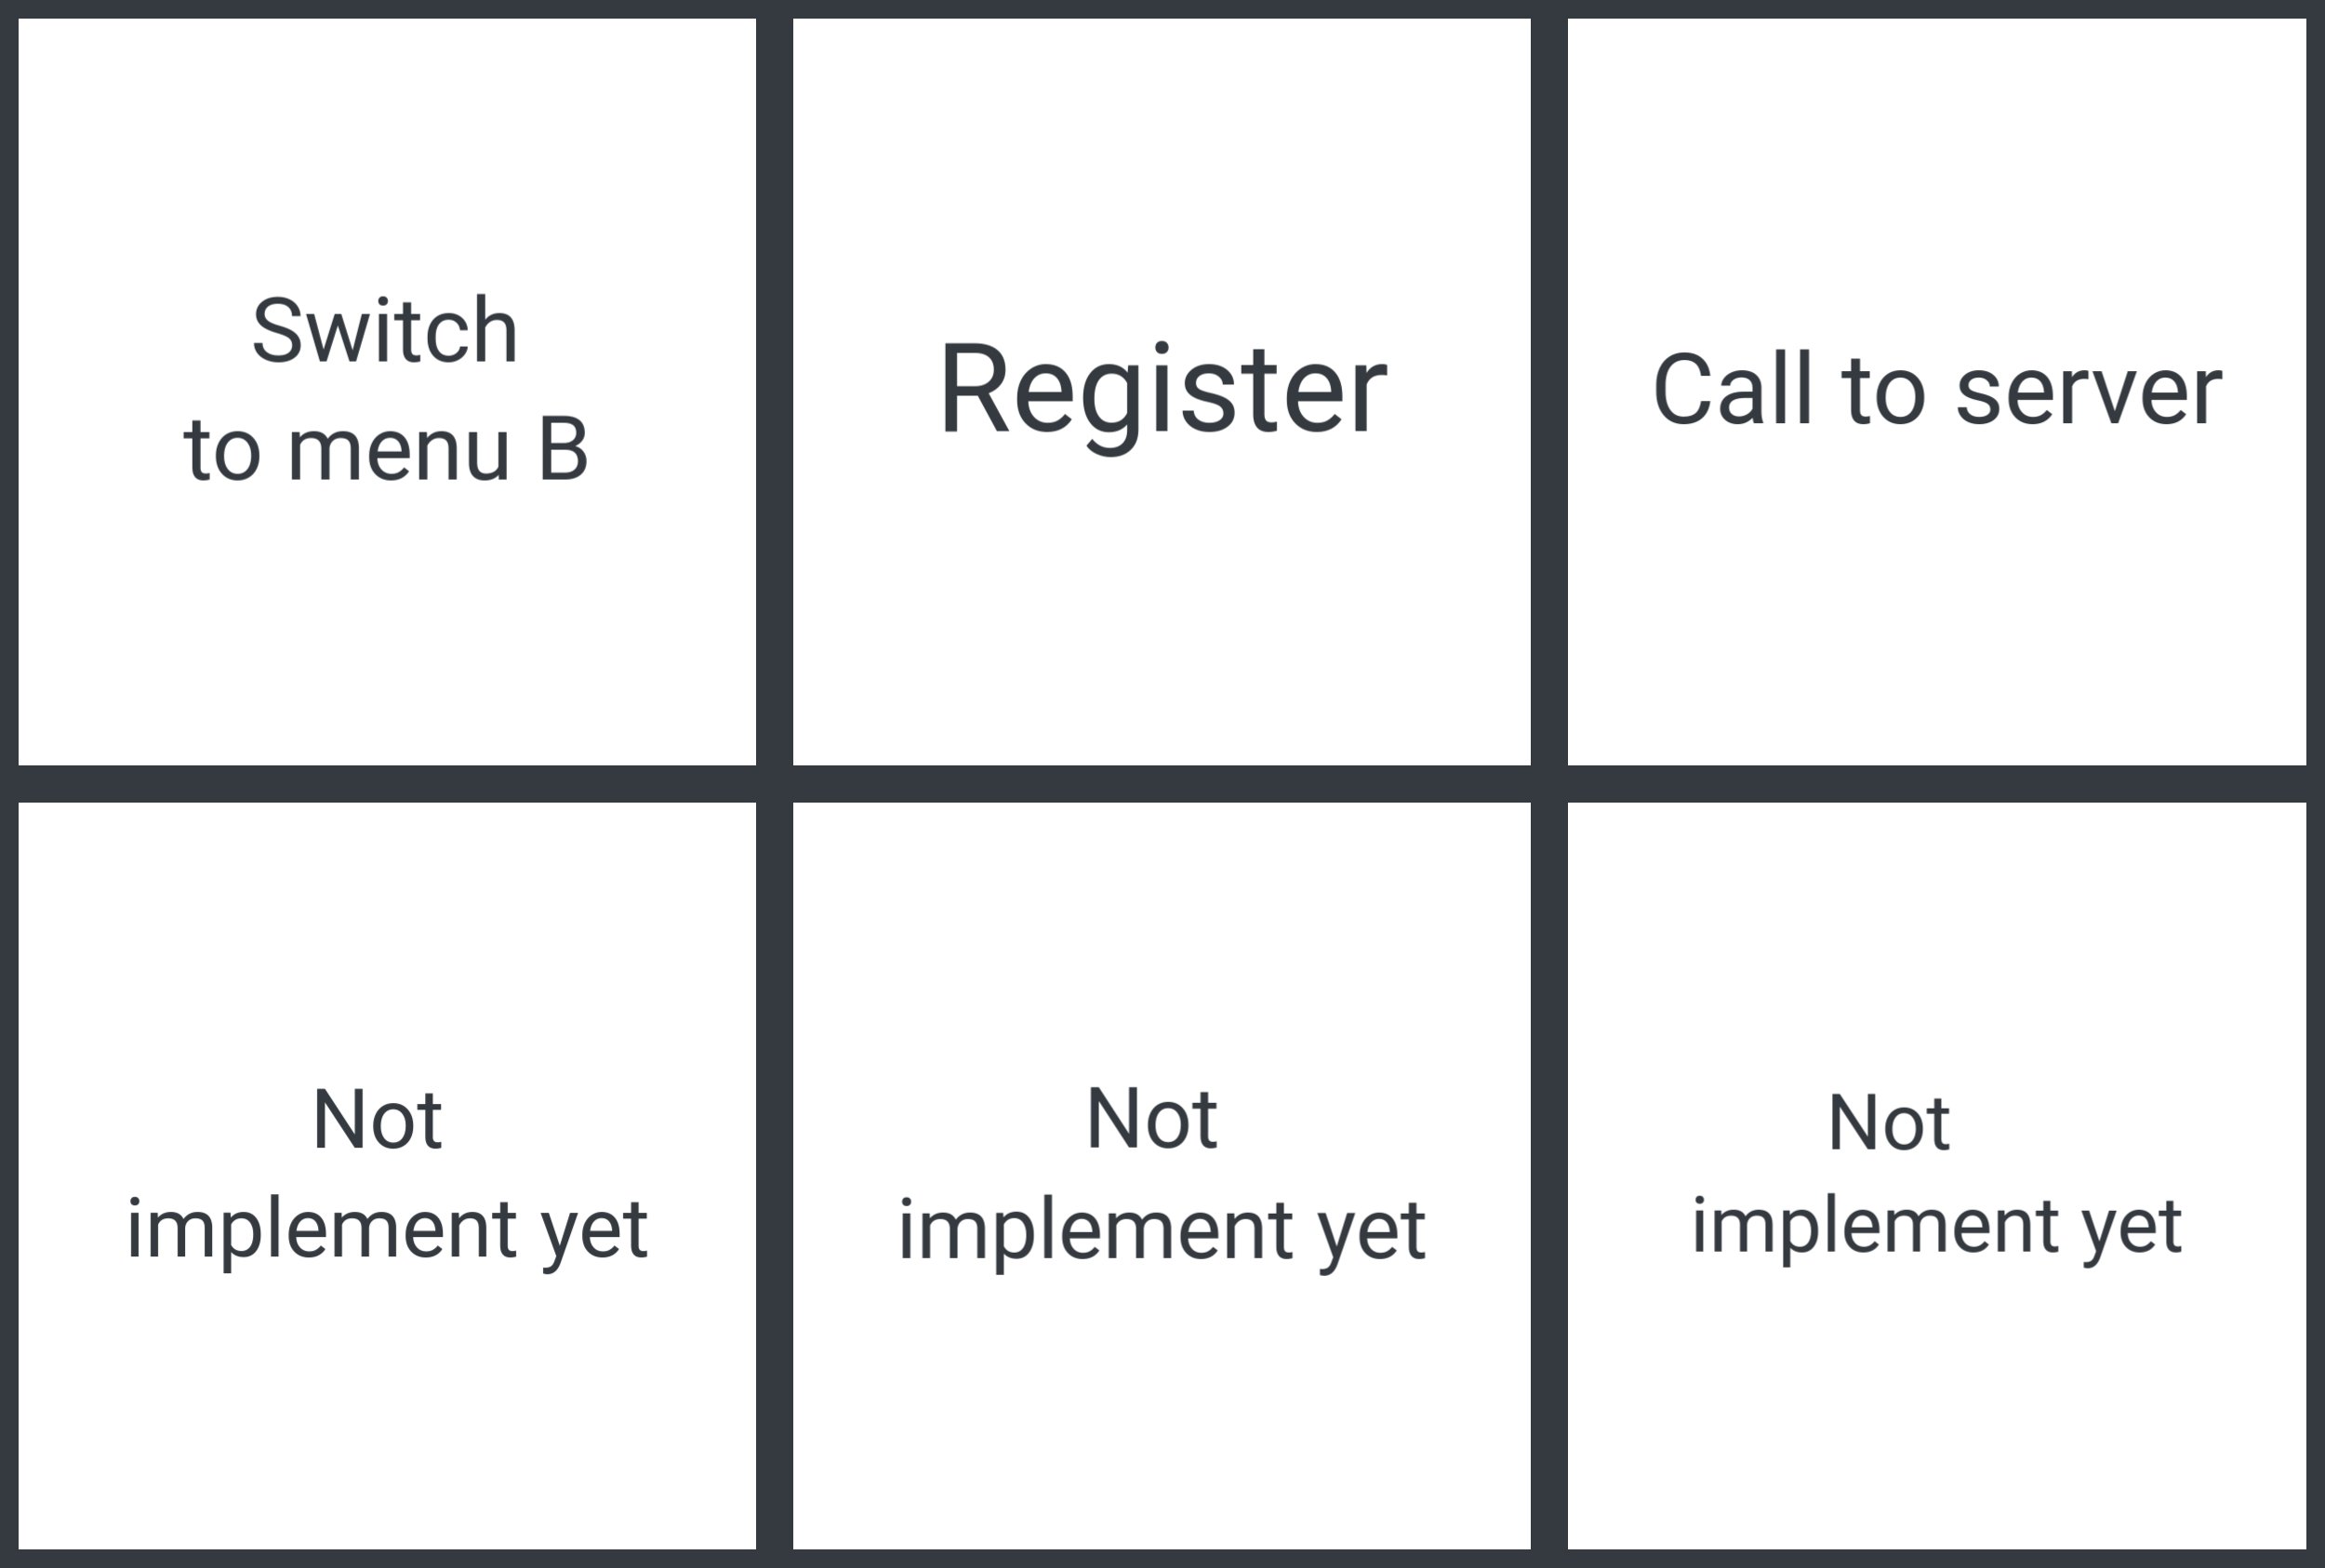 Switch
to menu B
Register
Call to server
Not
implement yet
Not
implement yet
Not
implement yet